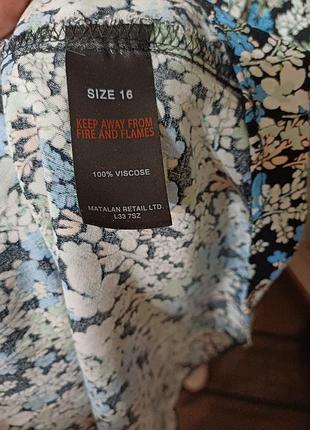 SIZE 16
KEEP AWAY FROM
FIRE AND FLAMES
100% VISCOSE
MATALAN RETAIL LTD.
L33 7SZ